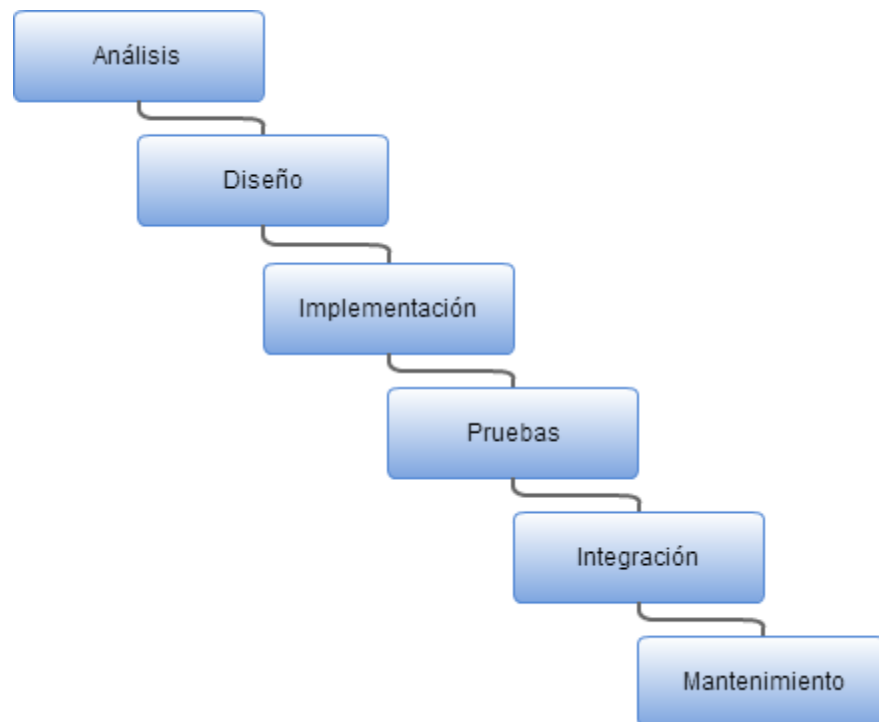 Análisis
Diseño
Implementación
Pruebas
Integración
Mantenimiento